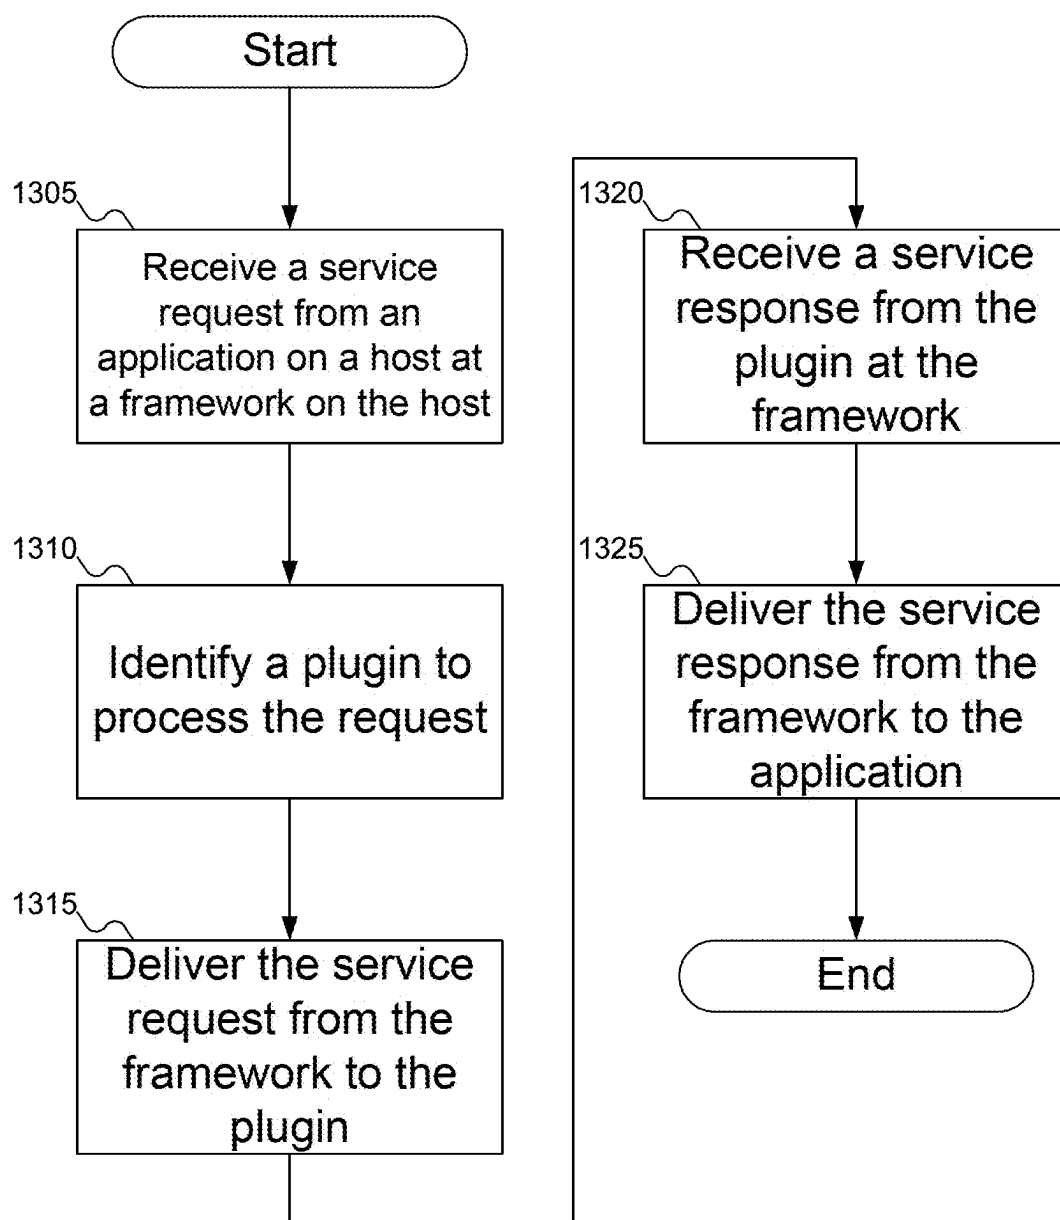 Start
1305
Receive a service
request from an
application on a host at
a framework on the host
1310
Identify a plugin to
process the request
1315
Deliver the service
request from the
framework to the
plugin
1320
Receive a service
response from the
plugin at the
framework
1325
Deliver the service
response from the
framework to the
application
End